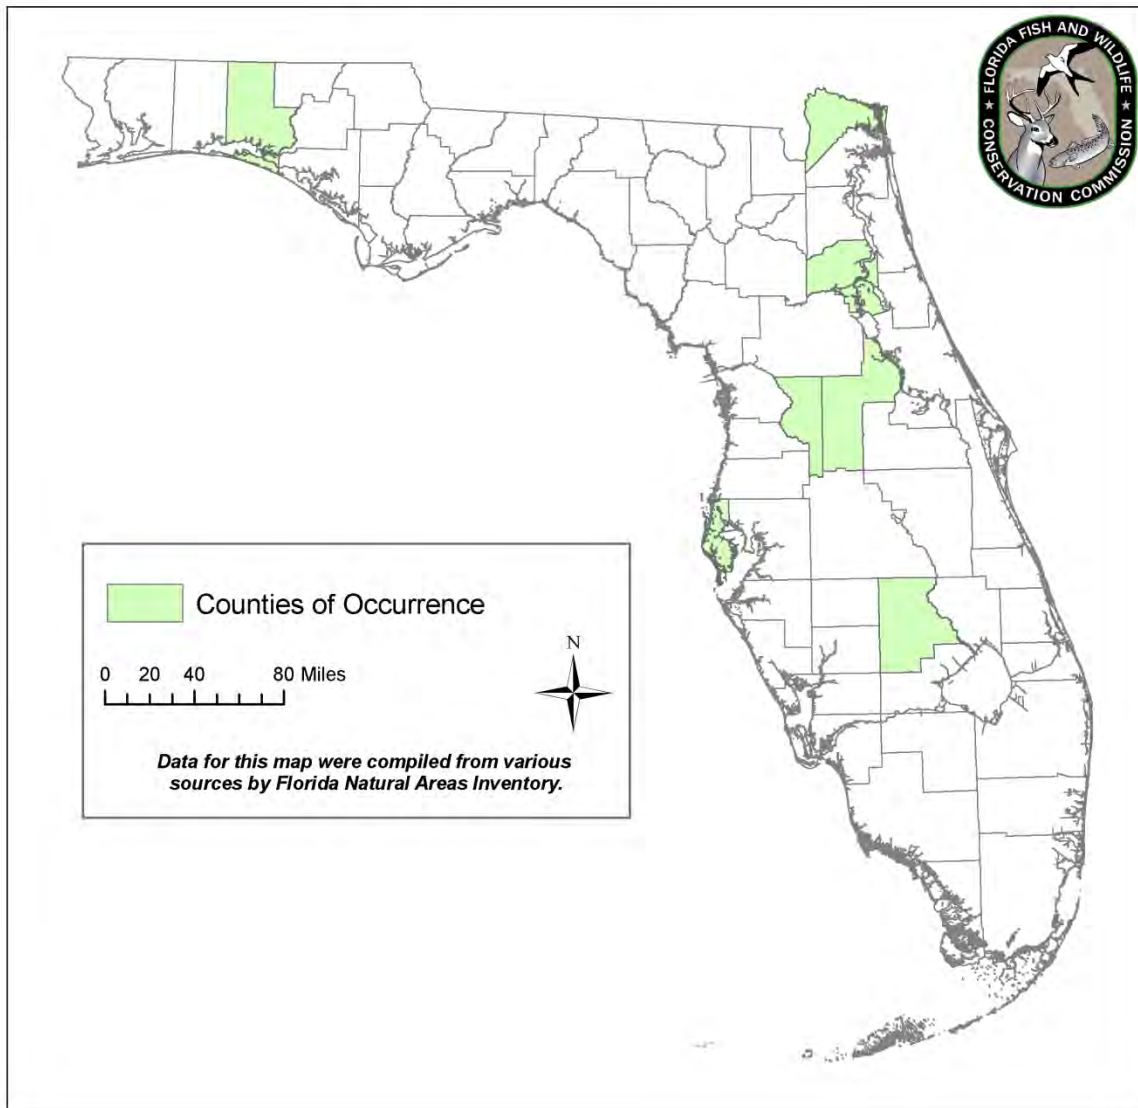 ★ FLORIDA FISH AND WILDLIFE ★
CONSERVATION COMMISSION
Counties of Occurrence
0 20 40 80 Miles
N
Data for this map were compiled from various
sources by Florida Natural Areas Inventory.